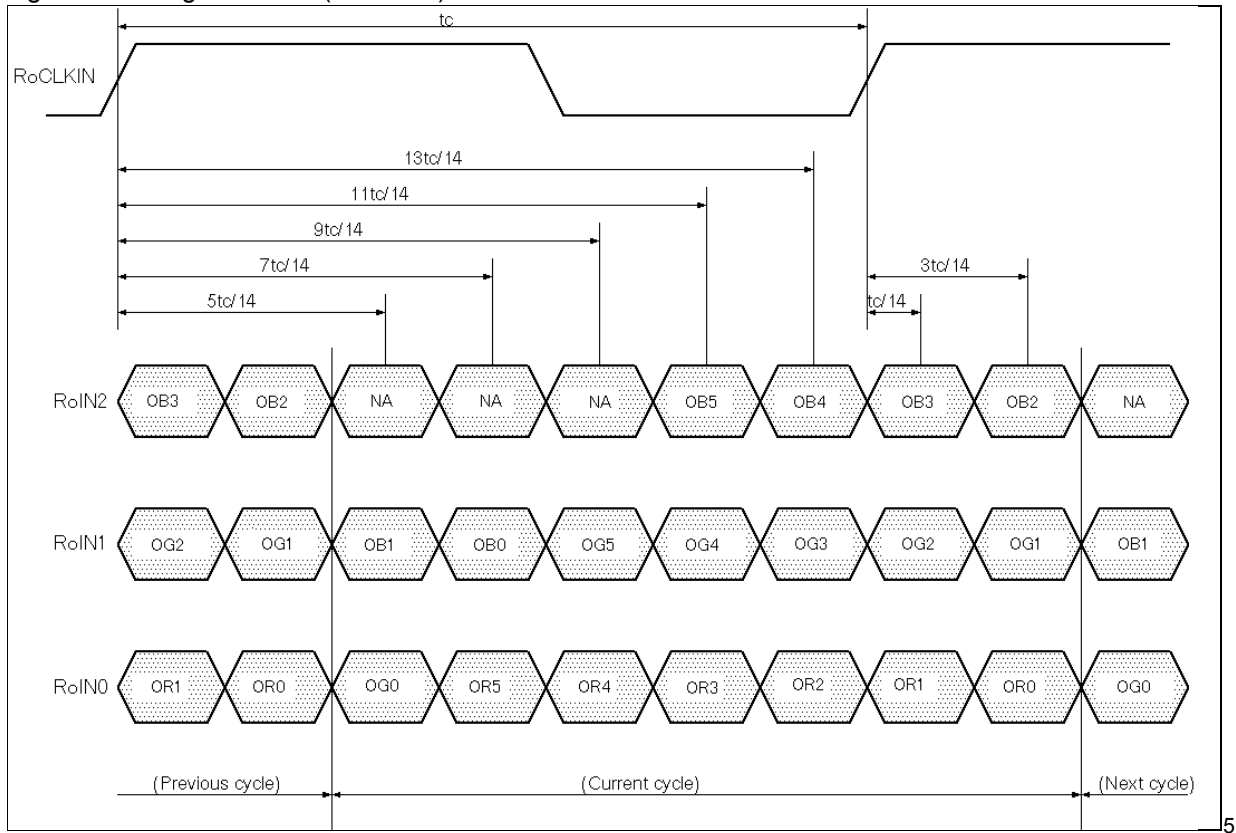 tc
RoCLKIN
13tc/14
11tc/14
9tc/14
7tc/14
3tc/14
5tc/14
tc/14
RoIN2 OB3 OB2 NA NA NA OB5 OB4 OB3 OB2 NA
RoIN1 OG2 OG1 OB1 OB0 OG5 OG4 OG3 OG2 OG1 OB1
RoIN0 OR1 OR0 OG0 OR5 OR4 OR3 OR2 OR1 OR0 OG0
(Previous cycle) (Current cycle) (Next cycle)
5